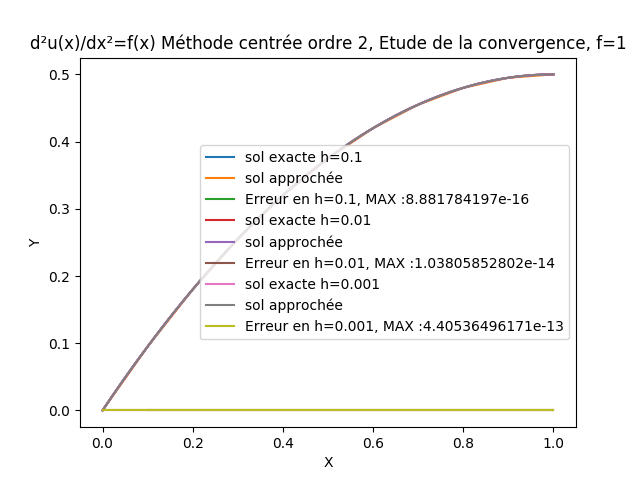 d²u(x)/dx²=f(x) Méthode centrée ordre 2, Etude de la convergence, f=1
0.5
0.4
0.3
0.2
0.1
0.0
Y
sol exacte h=0.1
sol approchée
Erreur en h=0.1, MAX :8.881784197e-16
sol exacte h=0.01
sol approchée
Erreur en h=0.01, MAX :1.03805852802e-14
sol exacte h=0.001
sol approchée
Erreur en h=0.001, MAX :4.40536496171e-13
0.0 0.2 0.4 0.6 0.8 1.0
X